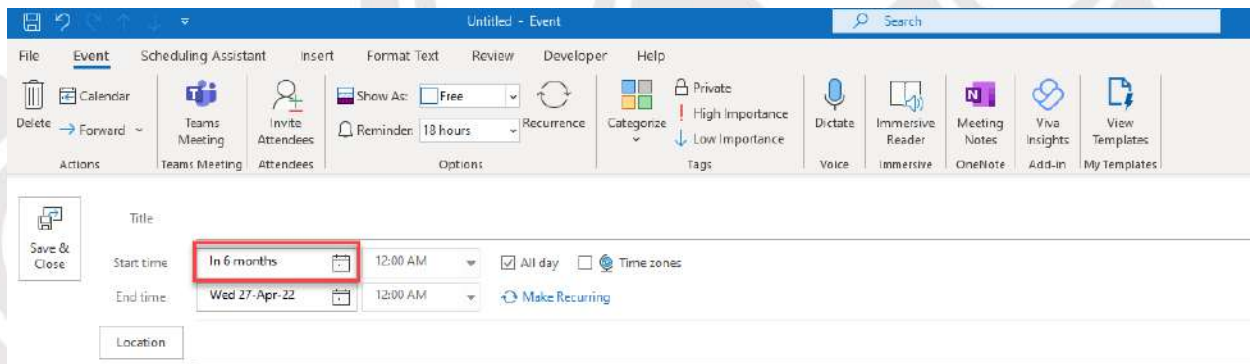 Untitled - Event
Search
File Event Scheduling Assistant Insert Format Text Review Developer Help
Delete
Calendar
Forward
Actions
Teams Meeting
Teams Meeting
Invite Attendees
Attendees
Show As: Free
Reminder: 18 hours
Recurrence
Options
Categorize
Private
High Importance
Low Importance
Tags
Dictate
Voice
Immersive Reader
Immersive
Meeting Notes
OneNote
Viva Insights
Add-in
View Templates
My Templates
Save & Close
Title
Start time In 6 months 12:00 AM All day Time zones
End time Wed 27-Apr-22 12:00 AM Make Recurring
Location